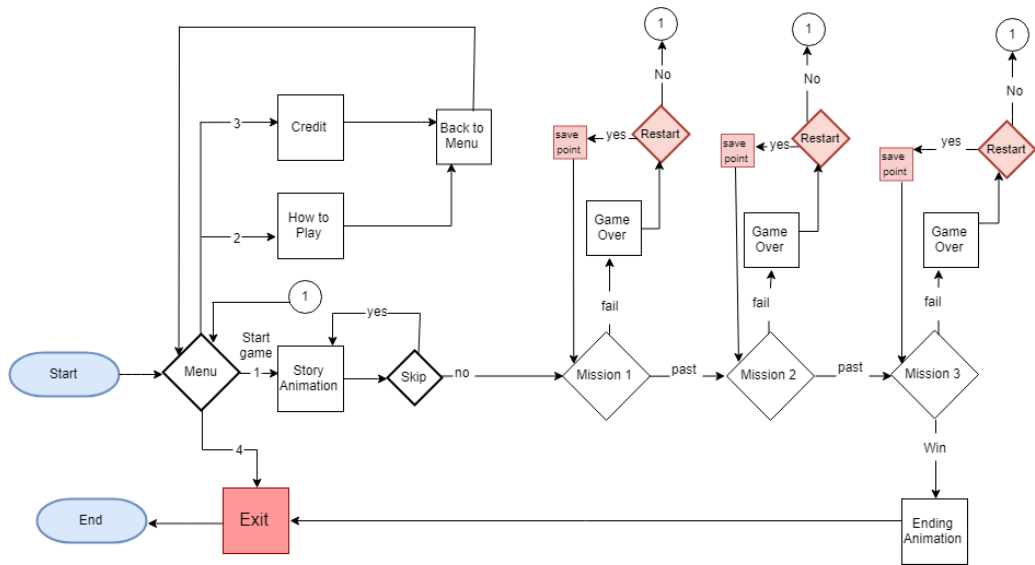 1
1
1
No
No
No
3
Credit
Back to
Menu
save
point
yes
Restart
save
point
yes
Restart
save
point
yes
Restart
2
How to
Play
Game
Over
Game
Over
Game
Over
1
yes
fail
fail
fail
Start
game
Start
Menu
1
Story
Animation
Skip
no
Mission 1
past
Mission 2
past
Mission 3
4
Win
End
Exit
Ending
Animation